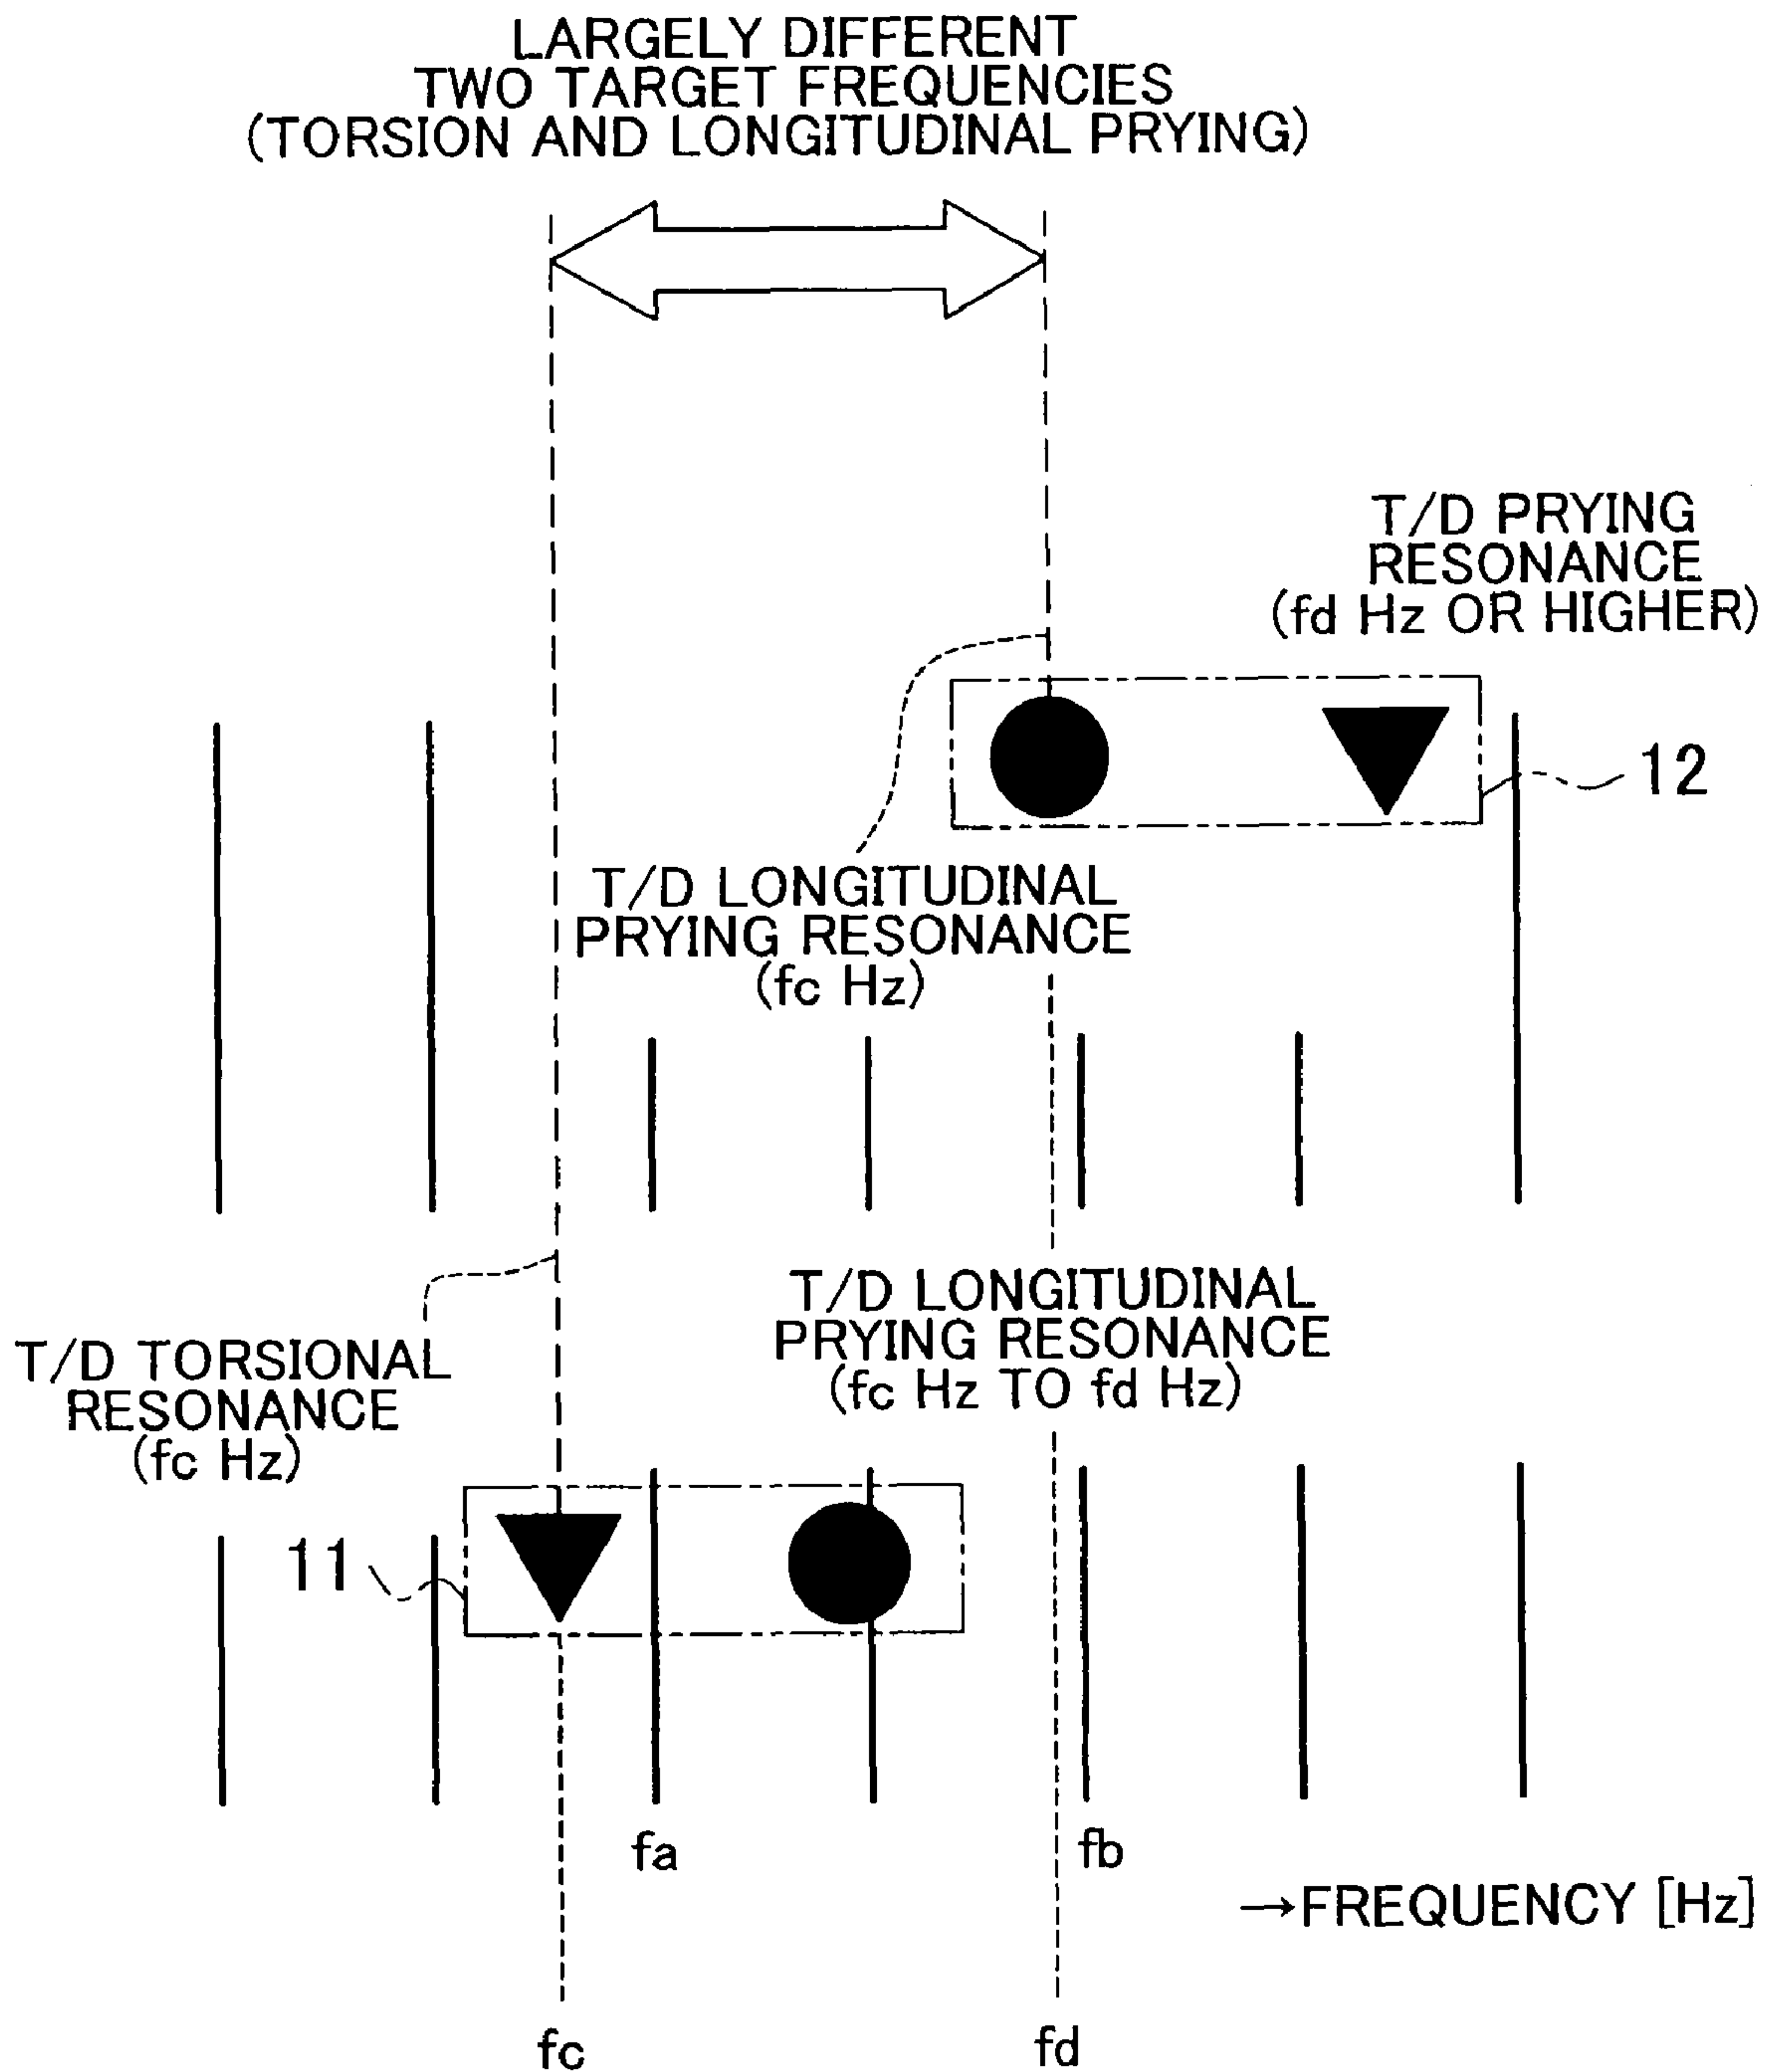 LARGELY DIFFERENT
TWO TARGET FREQUENCIES
(TORSION AND LONGITUDINAL PRYING)
T/D PRYING
RESONANCE
(fd Hz OR HIGHER)
12
T/D LONGITUDINAL
PRYING RESONANCE
(fc Hz)
T/D LONGITUDINAL
PRYING RESONANCE
(fc Hz TO fd Hz)
T/D TORSIONAL
RESONANCE
(fc Hz)
11
fa
fb
→FREQUENCY [Hz]
fc
fd